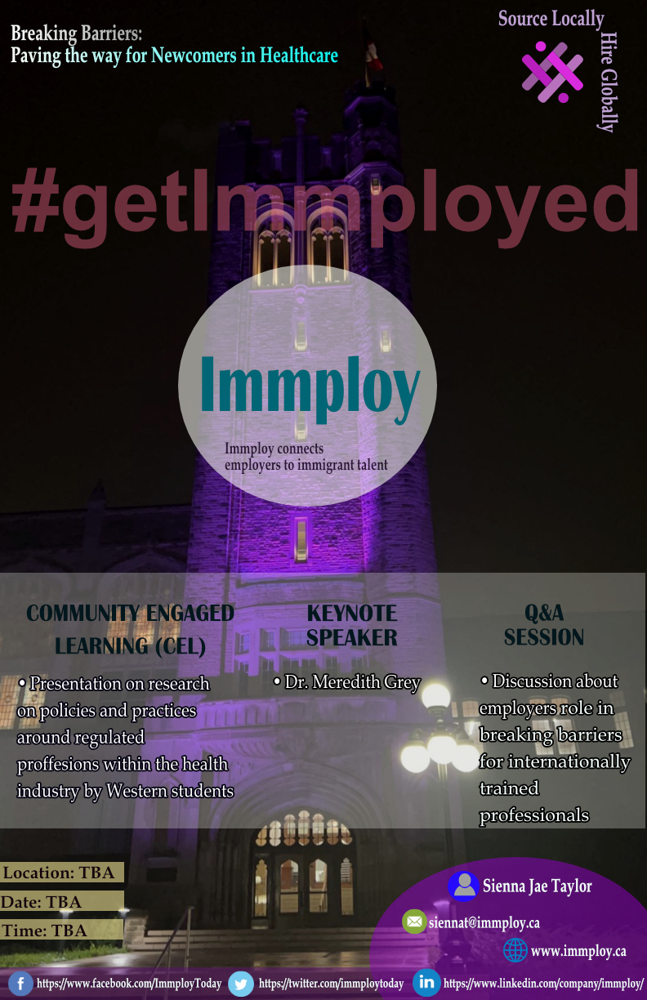 Breaking Barriers:
Paving the way for Newcomers in Healthcare
Source Locally
Hire Globally
#getImmployed
Immploy
Immploy connects
employers to immigrant talent
COMMUNITY ENGAGED
LEARNING (CEL)
• Presentation on research
on policies and practices
around regulated
proffesions within the health
industry by Western students
KEYNOTE
SPEAKER
• Dr. Meredith Grey
Q&A
SESSION
• Discussion about
employers role in
breaking barriers
for internationally
trained
professionals
Location: TBA
Date: TBA
Time: TBA
Sienna Jae Taylor
siennat@immploy.ca
www.immploy.ca
https://www.facebook.com/ImmployToday
https://twitter.com/immploytoday
https://www.linkedin.com/company/immploy/